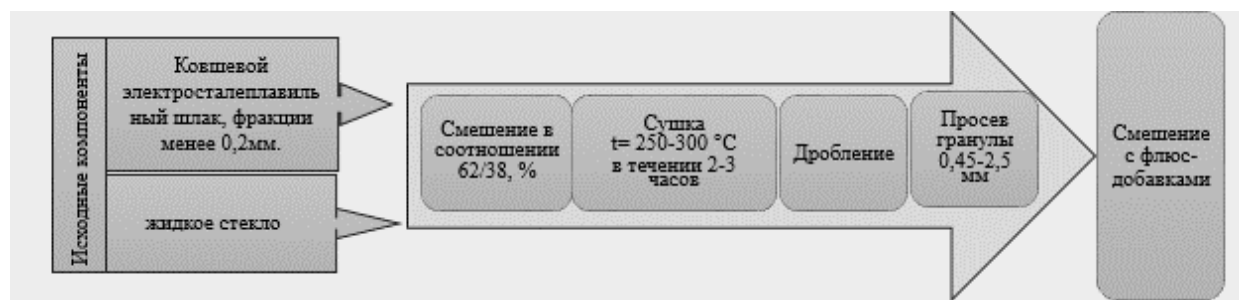 Исходные компоненты
Ковшевой
электросталеплавиль
ный шлак, фракции
менее 0,2мм.
жидкое стекло
Смешение в
соотношении
62/38, %
Сушка
t= 250-300 °С
в течении 2-3
часов
Дробление
Просев
гранулы
0,45-2,5
мм
Смешение
с флюс-
добавками